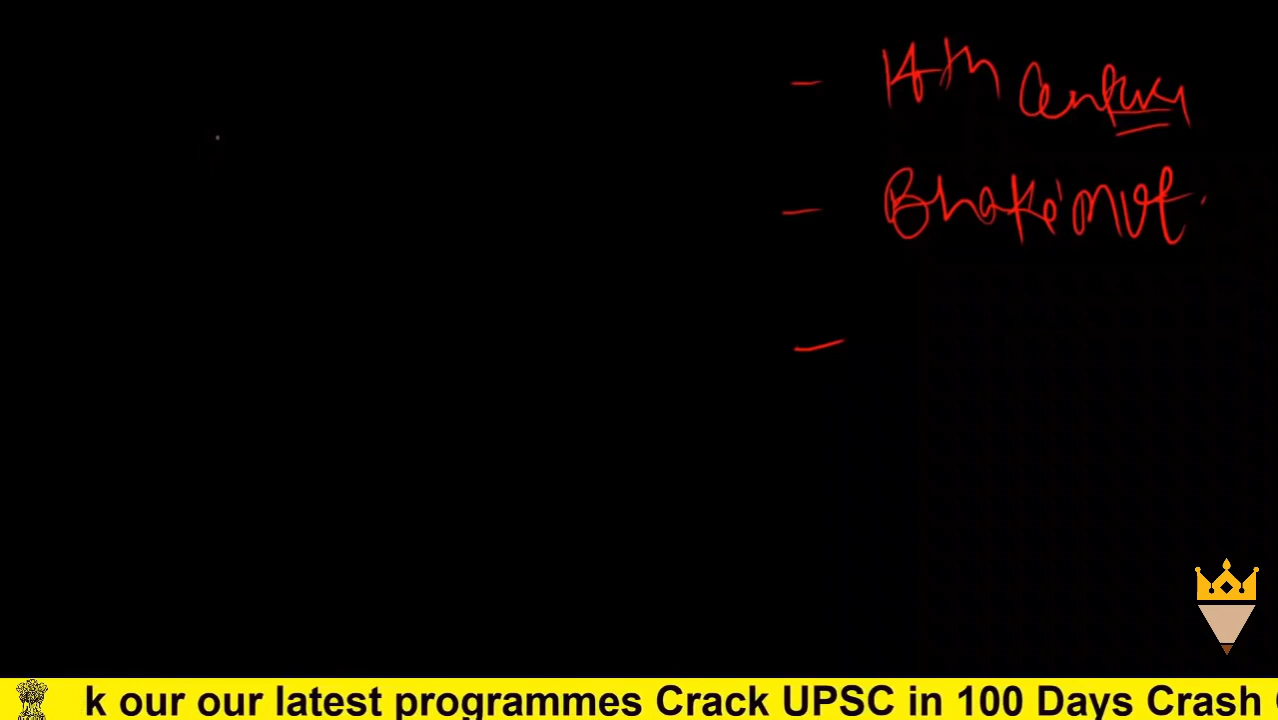 - 14th Century
- Bhakti mvt.
-
k our our latest programmes Crack UPSC in 100 Days Crash